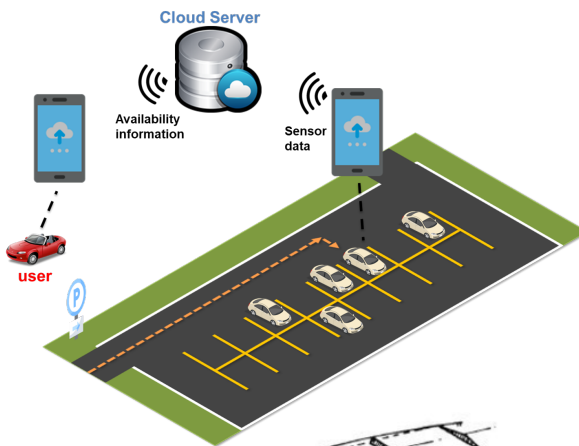 Cloud Server
Availability
information
Sensor
data
user
P